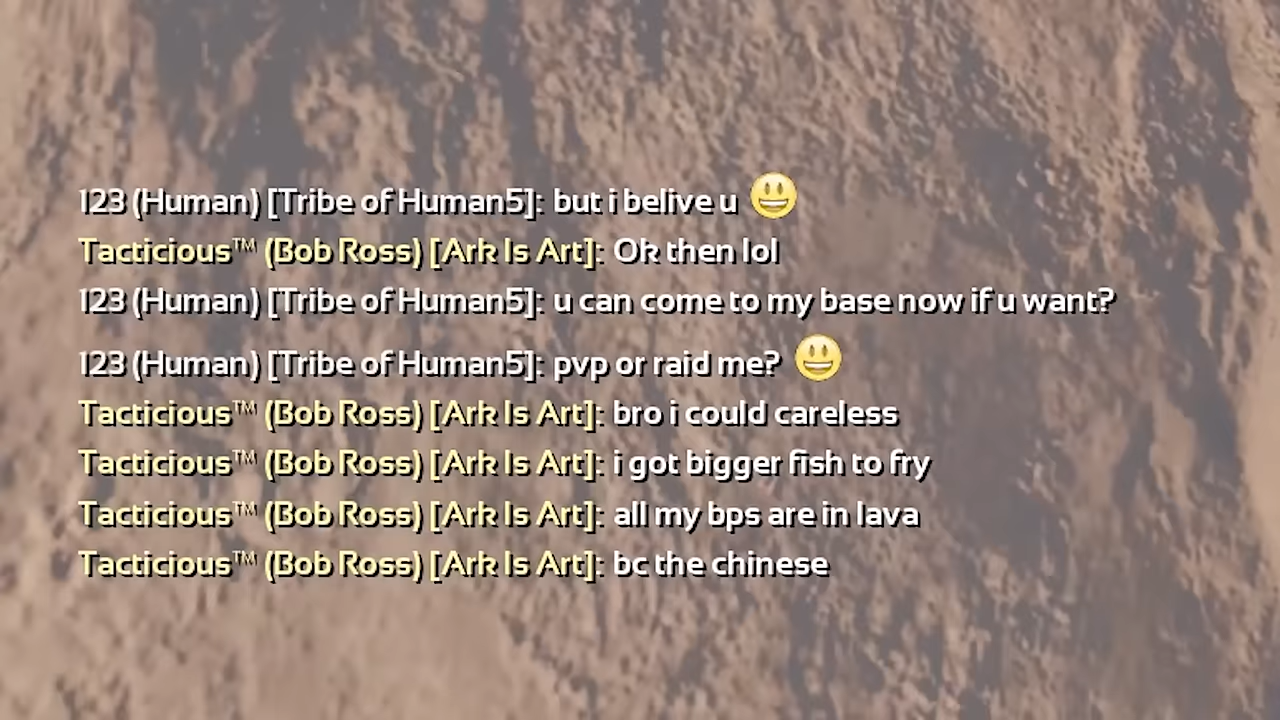 123 (Human) [Tribe of Human5]: but i belive u 😃
Tacticious™ (Bob Ross) [Ark Is Art]: Ok then lol
123 (Human) [Tribe of Human5]: u can come to my base now if u want?
123 (Human) [Tribe of Human5]: pvp or raid me? 😃
Tacticious™ (Bob Ross) [Ark Is Art]: bro i could careless
Tacticious™ (Bob Ross) [Ark Is Art]: i got bigger fish to fry
Tacticious™ (Bob Ross) [Ark Is Art]: all my bps are in lava
Tacticious™ (Bob Ross) [Ark Is Art]: bc the chinese